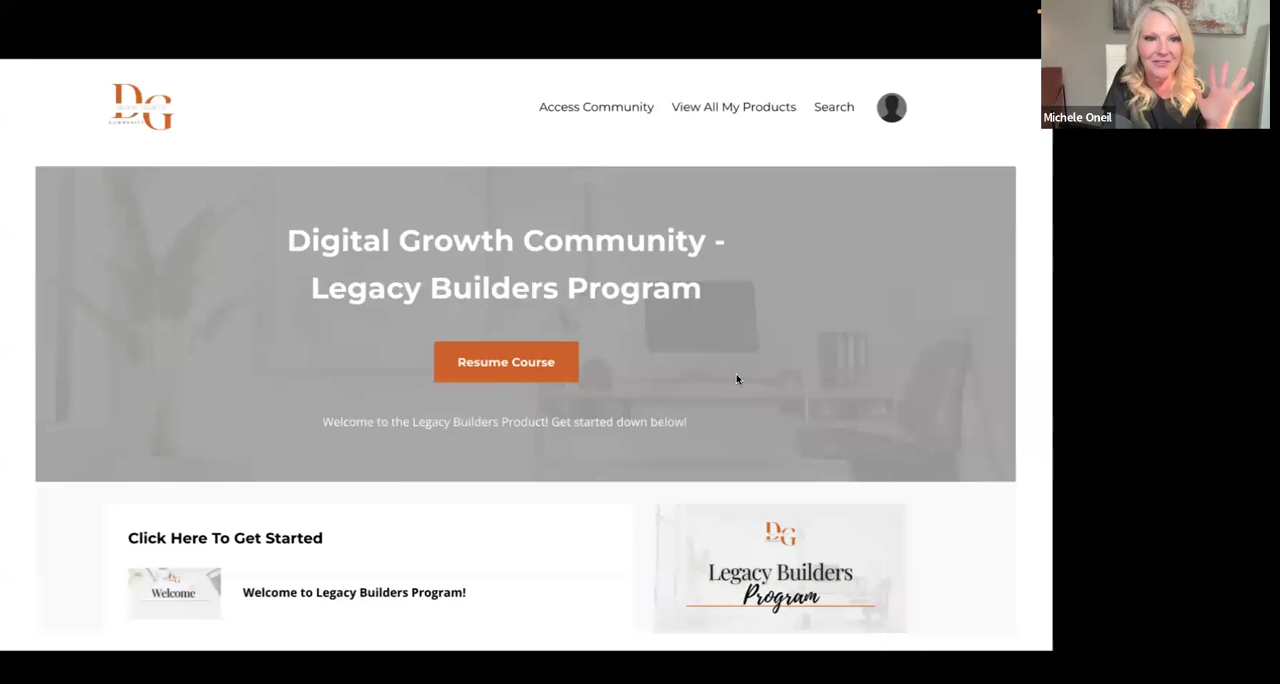 Michele Oneil
DG
Access Community
View All My Products
Search
Digital Growth Community -
Legacy Builders Program
Resume Course
Welcome to the Legacy Builders Product! Get started down below!
Click Here To Get Started
Welcome
Welcome to Legacy Builders Program!
DG
Legacy Builders
Program